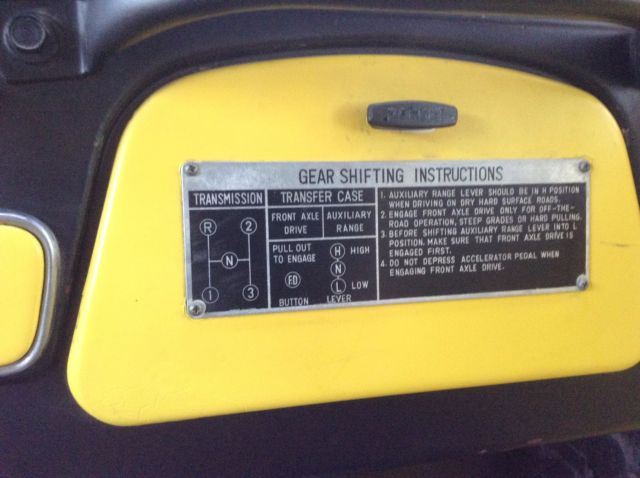 GEAR SHIFTING INSTRUCTIONS
TRANSMISSION
R 2
N
1 3
TRANSFER CASE
FRONT AXLE
DRIVE
PULL OUT
TO ENGAGE
F.D
BUTTON
AUXILIARY
RANGE
H HIGH
N
L LOW
LEVER
1. AUXILIARY RANGE LEVER SHOULD BE IN H POSITION
WHEN DRIVING ON DRY HARD SURFACE ROADS.
2. ENGAGE FRONT AXLE DRIVE ONLY FOR OFF-THE-
ROAD OPERATION, STEEP GRADES OR HARD PULLING.
3. BEFORE SHIFTING AUXILIARY RANGE LEVER INTO L
POSITION, MAKE SURE THAT FRONT AXLE DRIVE IS
ENGAGED FIRST.
4. DO NOT DEPRESS ACCELERATOR PEDAL WHEN
ENGAGING FRONT AXLE DRIVE.